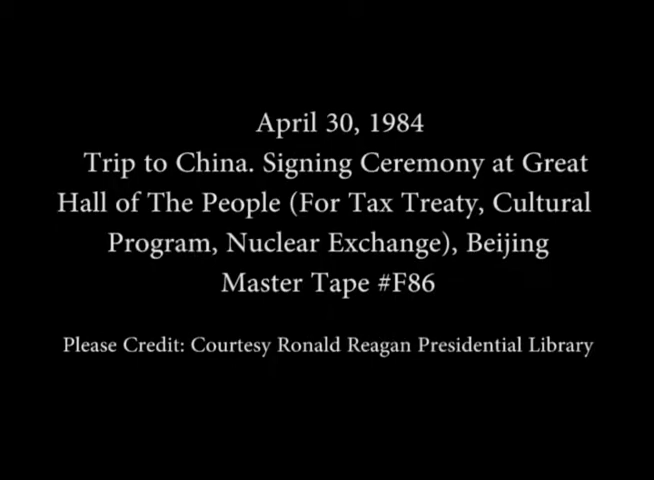 April 30, 1984
Trip to China. Signing Ceremony at Great
Hall of The People (For Tax Treaty, Cultural
Program, Nuclear Exchange), Beijing
Master Tape #F86
Please Credit: Courtesy Ronald Reagan Presidential Library